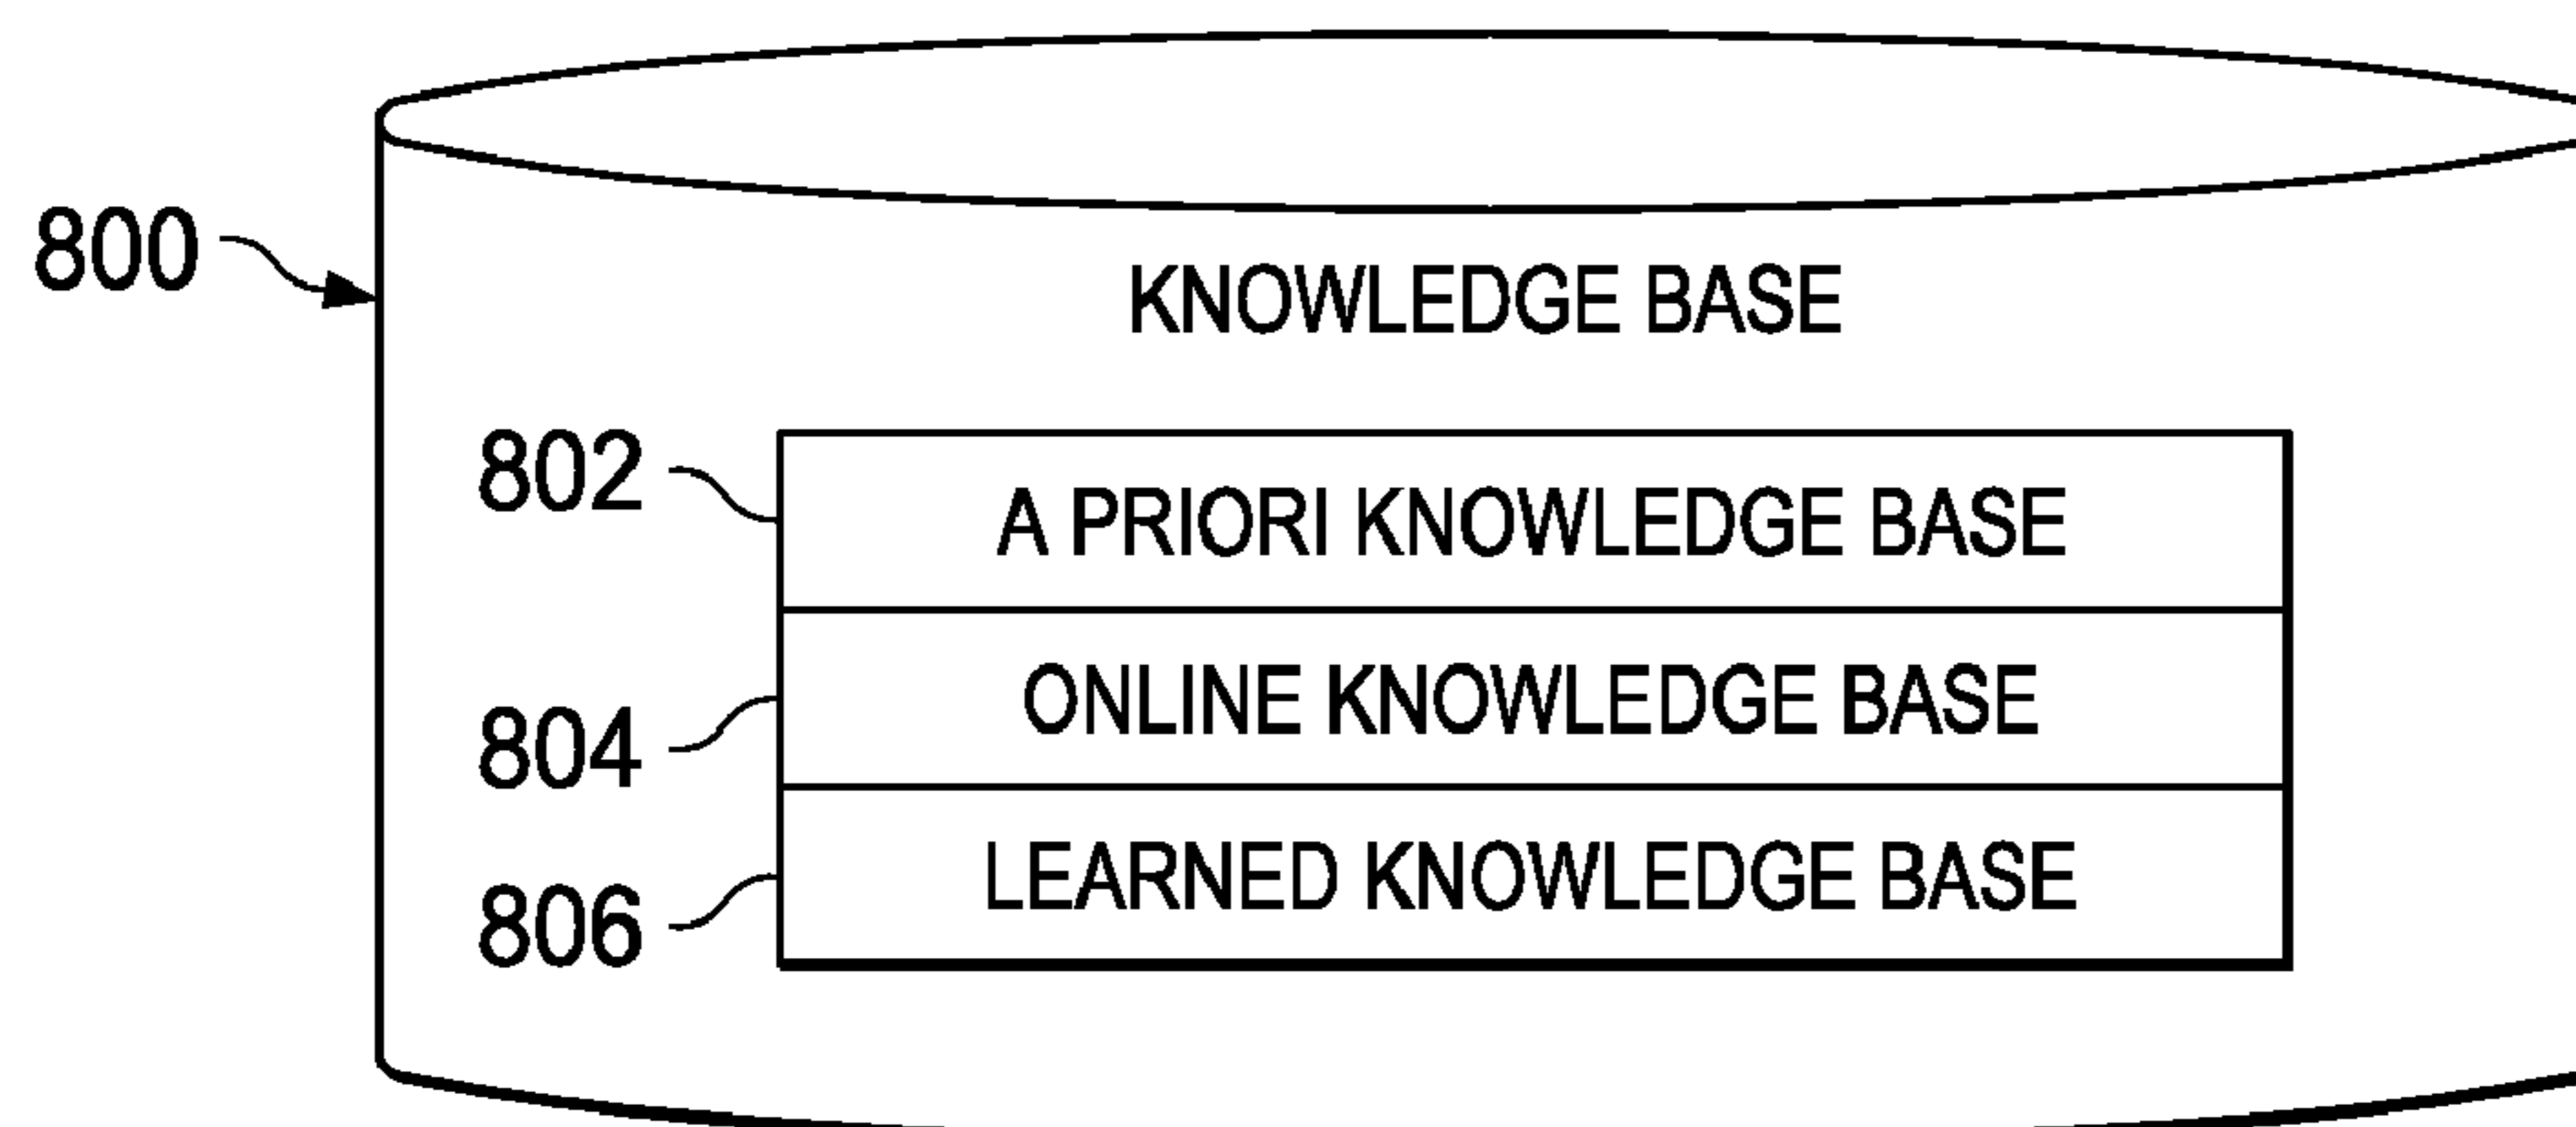 800
KNOWLEDGE BASE
802
A PRIORI KNOWLEDGE BASE
804
ONLINE KNOWLEDGE BASE
806
LEARNED KNOWLEDGE BASE